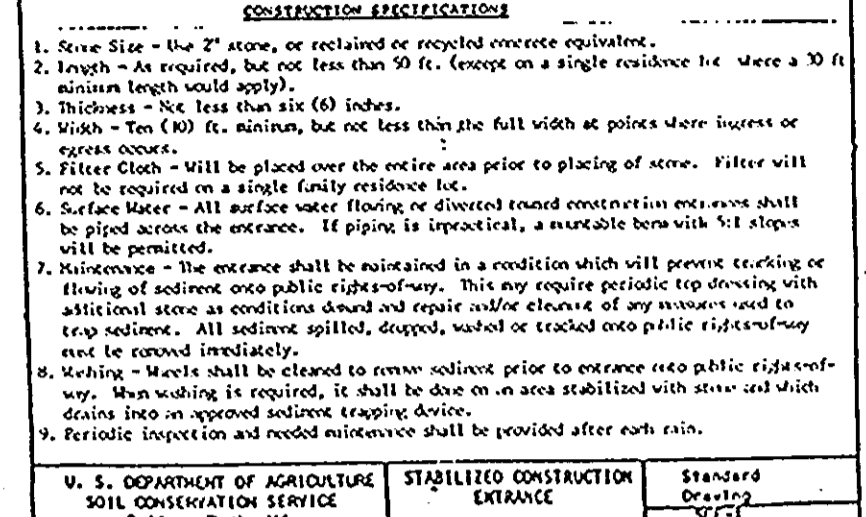 CONSTRUCTION SPECIFICATIONS
1. Stone Size - Use 2" stone, or reclaimed or recycled concrete equivalent.
2. Length - As required, but not less than 50 ft. (except on a single residence lot where a 30 ft
minimum length would apply).
3. Thickness - Not less than six (6) inches.
4. Width - Ten (10) ft. minimum, but not less than the full width at points where ingress or
egress occurs.
5. Filter Cloth - Will be placed over the entire area prior to placing of stone. Filter will
not be required on a single family residence lot.
6. Surface Water - All surface water flowing or diverted toward construction entrances shall
be piped across the entrance. If piping is impractical, a mountable berm with 5:1 slopes
will be permitted.
7. Maintenance - The entrance shall be maintained in a condition which will prevent tracking or
flowing of sediment onto public rights-of-way. This may require periodic top dressing with
additional stone as conditions demand and repair and/or cleanout of any measures used to
trap sediment. All sediment spilled, dropped, washed or tracked onto public rights-of-way
must be removed immediately.
8. Washing - Wheels shall be cleaned to remove sediment prior to entrance onto public rights-of-
way. When washing is required, it shall be done on an area stabilized with stone and which
drains into an approved sediment trapping device.
9. Periodic inspection and needed maintenance shall be provided after each rain.
U. S. DEPARTMENT OF AGRICULTURE
SOIL CONSERVATION SERVICE
STABILIZED CONSTRUCTION
ENTRANCE
Standard
Drawing